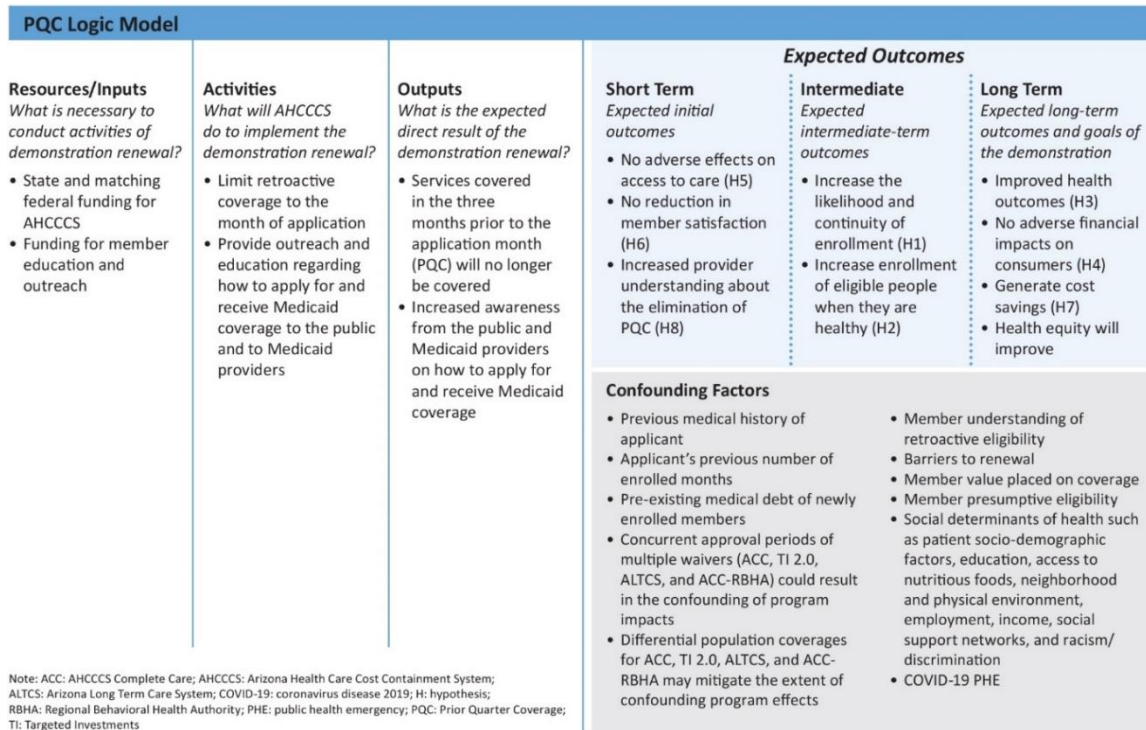 PQC Logic Model
Resources/Inputs
What is necessary to
conduct activities of
demonstration renewal?
• State and matching
federal funding for
AHCCCS
• Funding for member
education and
outreach
Activities
What will AHCCCS
do to implement the
demonstration renewal?
• Limit retroactive
coverage to the
month of application
• Provide outreach and
education regarding
how to apply for and
receive Medicaid
coverage to the public
and to Medicaid
providers
Outputs
What is the expected
direct result of the
demonstration renewal?
• Services covered
in the three
months prior to the
application month
(PQC) will no longer
be covered
• Increased awareness
from the public and
Medicaid providers
on how to apply for
and receive Medicaid
coverage
Expected Outcomes
Short Term
Expected initial
outcomes
• No adverse effects on
access to care (H5)
• No reduction in
member satisfaction
(H6)
• Increased provider
understanding about
the elimination of
PQC (H8)
Intermediate
Expected
intermediate-term
outcomes
• Increase the
likelihood and
continuity of
enrollment (H1)
• Increase enrollment
of eligible people
when they are
healthy (H2)
Long Term
Expected long-term
outcomes and goals of
the demonstration
• Improved health
outcomes (H3)
• No adverse financial
impacts on
consumers (H4)
• Generate cost
savings (H7)
• Health equity will
improve
Confounding Factors
• Previous medical history of
applicant
• Applicant's previous number of
enrolled months
• Pre-existing medical debt of newly
enrolled members
• Concurrent approval periods of
multiple waivers (ACC, TI 2.0,
ALTCS, and ACC-RBHA) could result
in the confounding of program
impacts
• Differential population coverages
for ACC, TI 2.0, ALTCS, and ACC-
RBHA may mitigate the extent of
confounding program effects
• Member understanding of
retroactive eligibility
• Barriers to renewal
• Member value placed on coverage
• Member presumptive eligibility
• Social determinants of health such
as patient socio-demographic
factors, education, access to
nutritious foods, neighborhood
and physical environment,
employment, income, social
support networks, and racism/
discrimination
• COVID-19 PHE
Note: ACC: AHCCCS Complete Care; AHCCCS: Arizona Health Care Cost Containment System;
ALTCS: Arizona Long Term Care System; COVID-19: coronavirus disease 2019; H: hypothesis;
RBHA: Regional Behavioral Health Authority; PHE: public health emergency; PQC: Prior Quarter Coverage;
TI: Targeted Investments